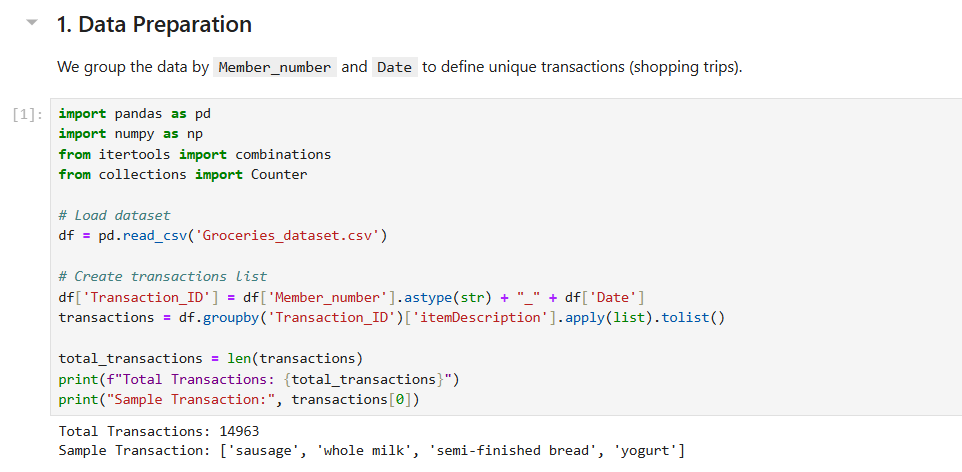 1. Data Preparation
We group the data by Member_number and Date to define unique transactions (shopping trips).
[1]:
import pandas as pd
import numpy as np
from itertools import combinations
from collections import Counter
# Load dataset
df = pd.read_csv('Groceries_dataset.csv')
# Create transactions list
df['Transaction_ID'] = df['Member_number'].astype(str) + "_" + df['Date']
transactions = df.groupby('Transaction_ID')['itemDescription'].apply(list).tolist()
total_transactions = len(transactions)
print(f"Total Transactions: {total_transactions}")
print("Sample Transaction:", transactions[0])
Total Transactions: 14963
Sample Transaction: ['sausage', 'whole milk', 'semi-finished bread', 'yogurt']